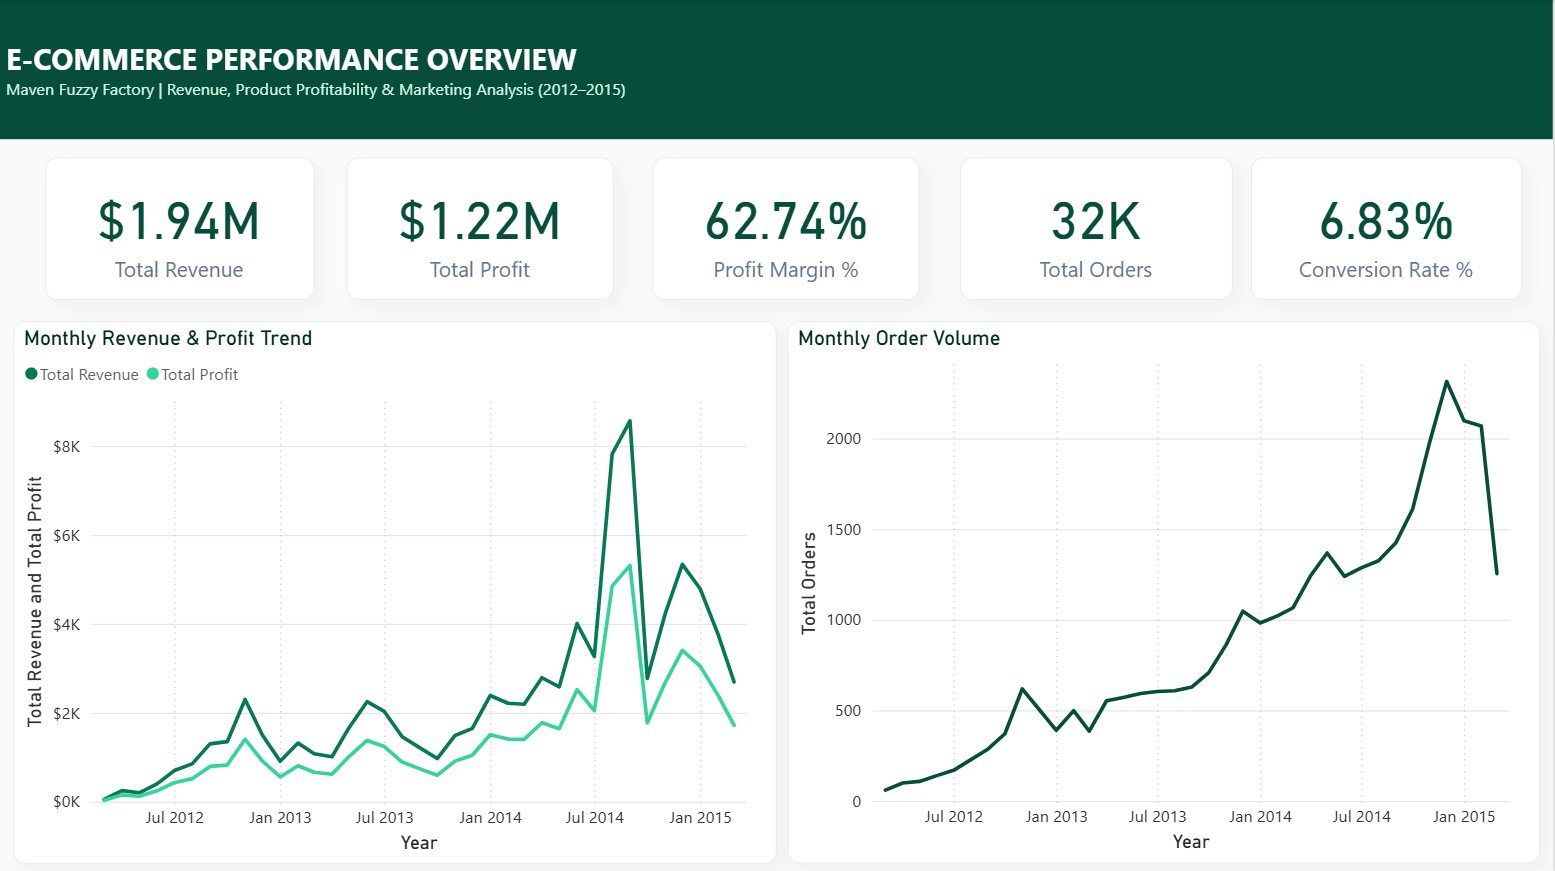 E-COMMERCE PERFORMANCE OVERVIEW
Maven Fuzzy Factory | Revenue, Product Profitability & Marketing Analysis (2012–2015)
$1.94M
Total Revenue
$1.22M
Total Profit
62.74%
Profit Margin %
32K
Total Orders
6.83%
Conversion Rate %
Monthly Revenue & Profit Trend
Total Revenue
Total Profit
Total Revenue and Total Profit
$8K
$6K
$4K
$2K
$0K
Jul 2012
Jan 2013
Jul 2013
Jan 2014
Jul 2014
Jan 2015
Year
Monthly Order Volume
Total Orders
2000
1500
1000
500
0
Jul 2012
Jan 2013
Jul 2013
Jan 2014
Jul 2014
Jan 2015
Year